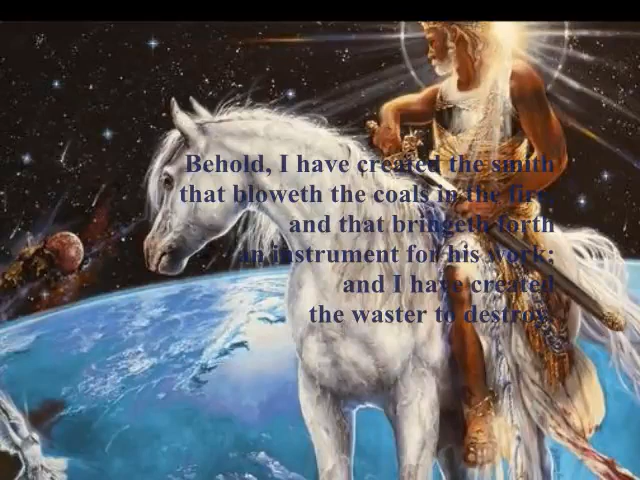 Behold, I have created the smith
that bloweth the coals in the fire,
and that bringeth forth
an instrument for his work;
and I have created
the waster to destroy.